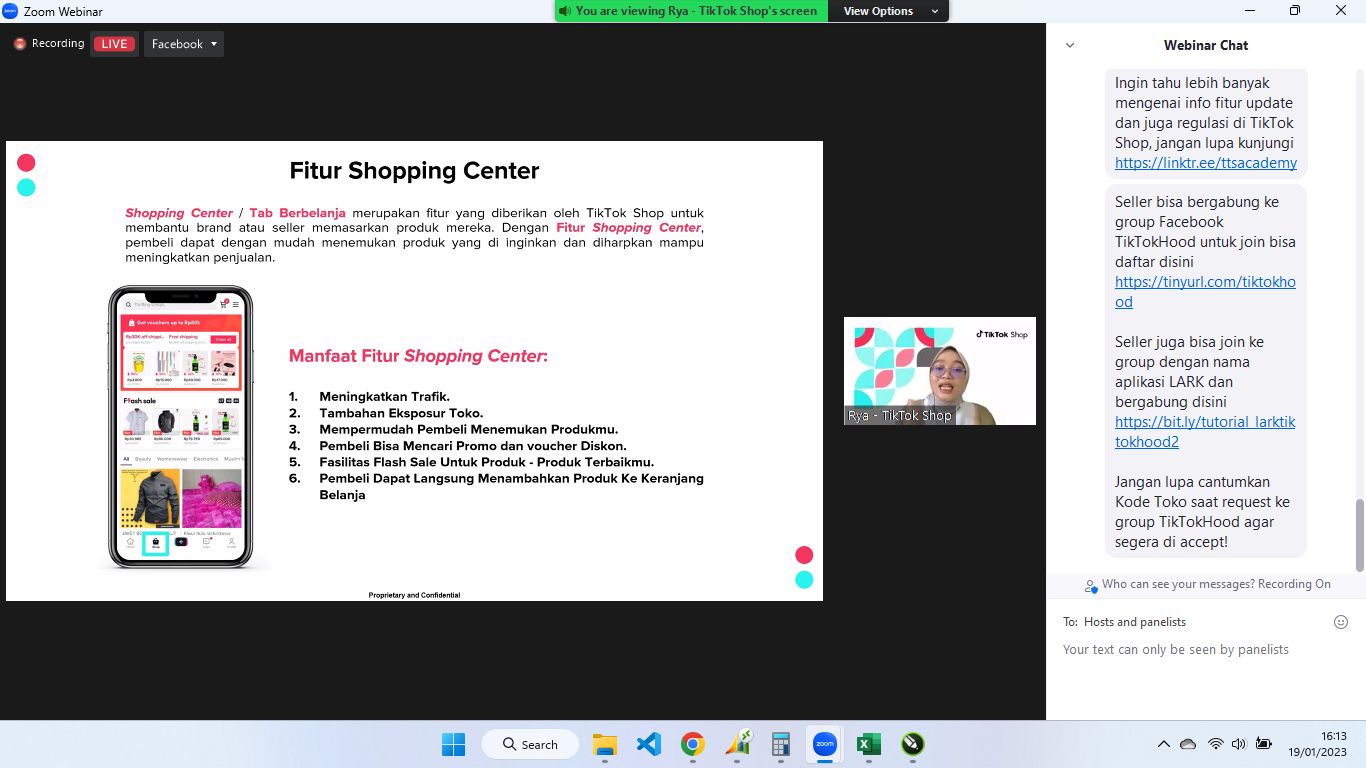 Zoom Webinar
You are viewing Rya - TikTok Shop's screen
View Options
Recording
LIVE
Facebook
Fitur Shopping Center
Shopping Center / Tab Berbelanja merupakan fitur yang diberikan oleh TikTok Shop untuk
membantu brand atau seller memasarkan produk mereka. Dengan Fitur Shopping Center,
pembeli dapat dengan mudah menemukan produk yang di inginkan dan diharpkan mampu
meningkatkan penjualan.
Get vouchers up to Rp50k
Free shipping
Flash sale
All Beauty Womenswear Electronics Muslim
Manfaat Fitur Shopping Center:
1. Meningkatkan Trafik.
2. Tambahan Eksposur Toko.
3. Mempermudah Pembeli Menemukan Produkmu.
4. Pembeli Bisa Mencari Promo dan voucher Diskon.
5. Fasilitas Flash Sale Untuk Produk - Produk Terbaikmu.
6. Pembeli Dapat Langsung Menambahkan Produk Ke Keranjang
Belanja
Proprietary and Confidential
TikTok Shop
Rya - TikTok Shop
Webinar Chat
Ingin tahu lebih banyak
mengenai info fitur update
dan juga regulasi di TikTok
Shop, jangan lupa kunjungi
https://linktr.ee/ttsacademy
Seller bisa bergabung ke
group Facebook
TikTokHood untuk join bisa
daftar disini
https://tinyurl.com/tiktokho
od
Seller juga bisa join ke
group dengan nama
aplikasi LARK dan
bergabung disini
https://bit.ly/tutorial_larktik
tokhood2
Jangan lupa cantumkan
Kode Toko saat request ke
group TikTokHood agar
segera di accept!
Who can see your messages? Recording On
To: Hosts and panelists
Your text can only be seen by panelists
Search
zoom
16:13
19/01/2023